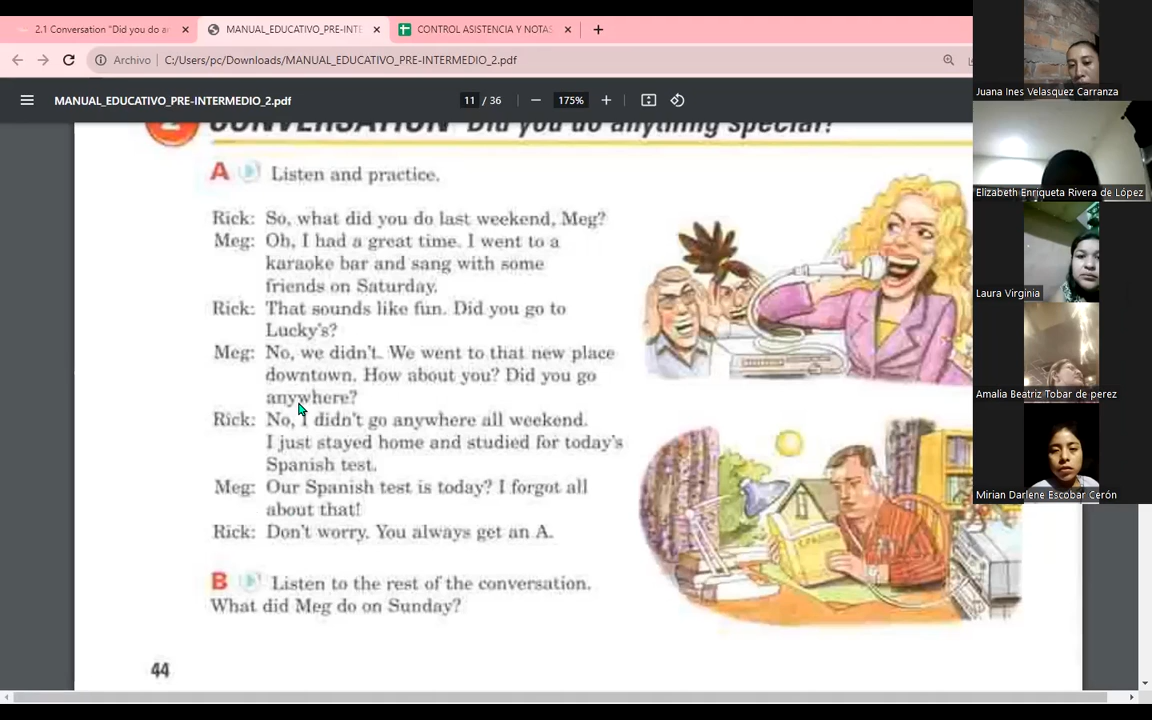 2.1 Conversation "Did you do a
MANUAL_EDUCATIVO_PRE-INTE
CONTROL ASISTENCIA Y NOTAS
Archivo
C:/Users/pc/Downloads/MANUAL_EDUCATIVO_PRE-INTERMEDIO_2.pdf
MANUAL_EDUCATIVO_PRE-INTERMEDIO_2.pdf
11 / 36
175%
2 CONVERSATION Did you do anything special?
A Listen and practice.
Rick: So, what did you do last weekend, Meg?
Meg: Oh, I had a great time. I went to a
karaoke bar and sang with some
friends on Saturday.
Rick: That sounds like fun. Did you go to
Lucky's?
Meg: No, we didn't. We went to that new place
downtown. How about you? Did you go
anywhere?
Rick: No, I didn't go anywhere all weekend.
I just stayed home and studied for today's
Spanish test.
Meg: Our Spanish test is today? I forgot all
about that!
Rick: Don't worry. You always get an A.
B Listen to the rest of the conversation.
What did Meg do on Sunday?
44
Juana Ines Velasquez Carranza
Elizabeth Enriqueta Rivera de López
Laura Virginia
Amalia Beatriz Tobar de perez
Mirian Darlene Escobar Cerón